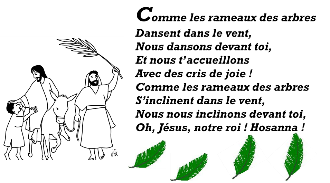 Comme les rameaux des arbres
Dansent dans le vent,
Nous dansons devant toi,
Et nous t'accueillons
Avec des cris de joie !
Comme les rameaux des arbres
S'inclinent dans le vent,
Nous nous inclinons devant toi,
Oh, Jésus, notre roi ! Hosanna !